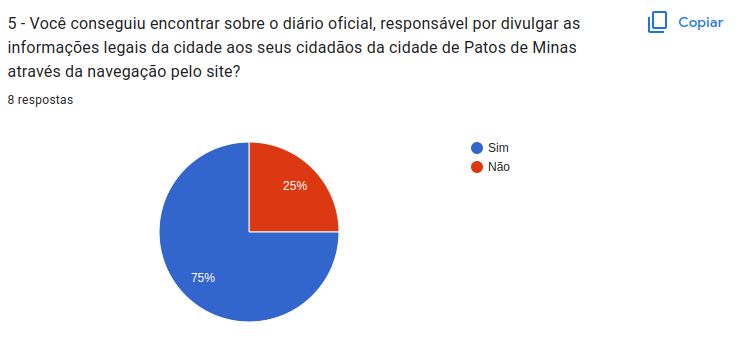 5 - Você conseguiu encontrar sobre o diário oficial, responsável por divulgar as
informações legais da cidade aos seus cidadãos da cidade de Patos de Minas
através da navegação pelo site?
Copiar
8 respostas
Sim
Não
25%
75%